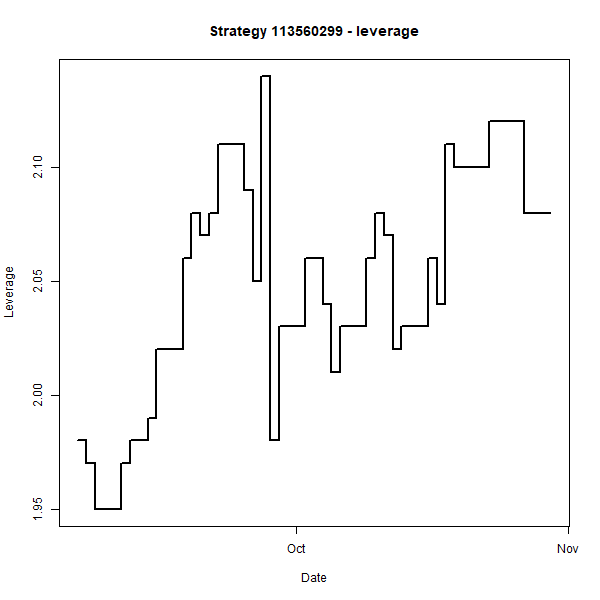 Strategy 113560299 - leverage
Leverage
2.10
2.05
2.00
1.95
Oct
Nov
Date